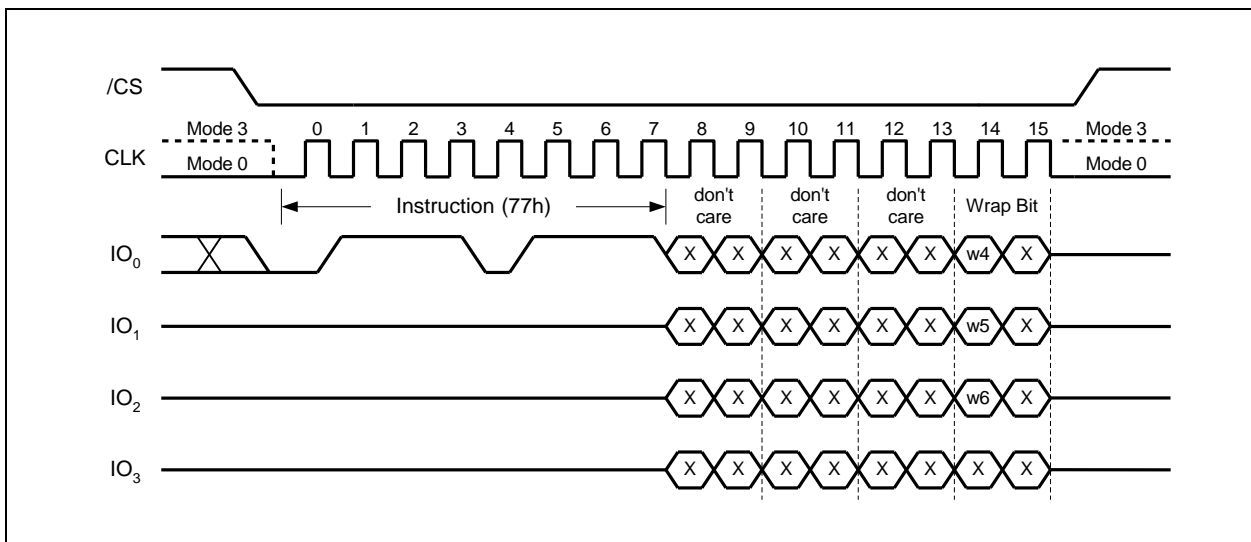 /CS
Mode 3 0 1 2 3 4 5 6 7 8 9 10 11 12 13 14 15 Mode 3
CLK
Mode 0 Mode 0
Instruction (77h) don't care don't care don't care Wrap Bit
IO0 X X X X X X w4 X
IO1 X X X X X X w5 X
IO2 X X X X X X w6 X
IO3 X X X X X X X X